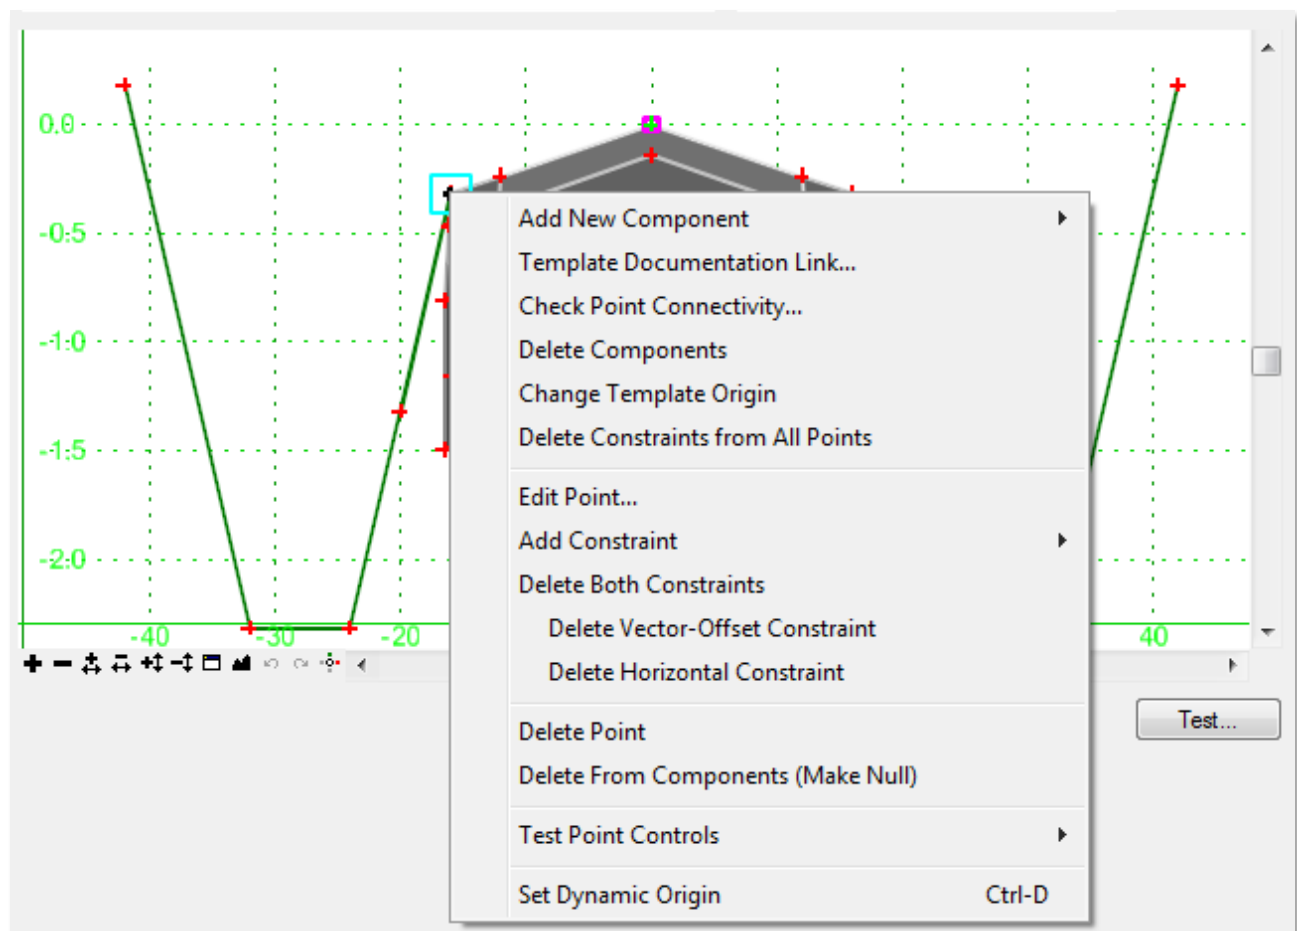 0.0
-0.5
-1.0
-1.5
-2.0
-40
-30
-20
40
Add New Component
Template Documentation Link...
Check Point Connectivity...
Delete Components
Change Template Origin
Delete Constraints from All Points
Edit Point...
Add Constraint
Delete Both Constraints
Delete Vector-Offset Constraint
Delete Horizontal Constraint
Delete Point
Delete From Components (Make Null)
Test Point Controls
Set Dynamic Origin Ctrl-D
Test...